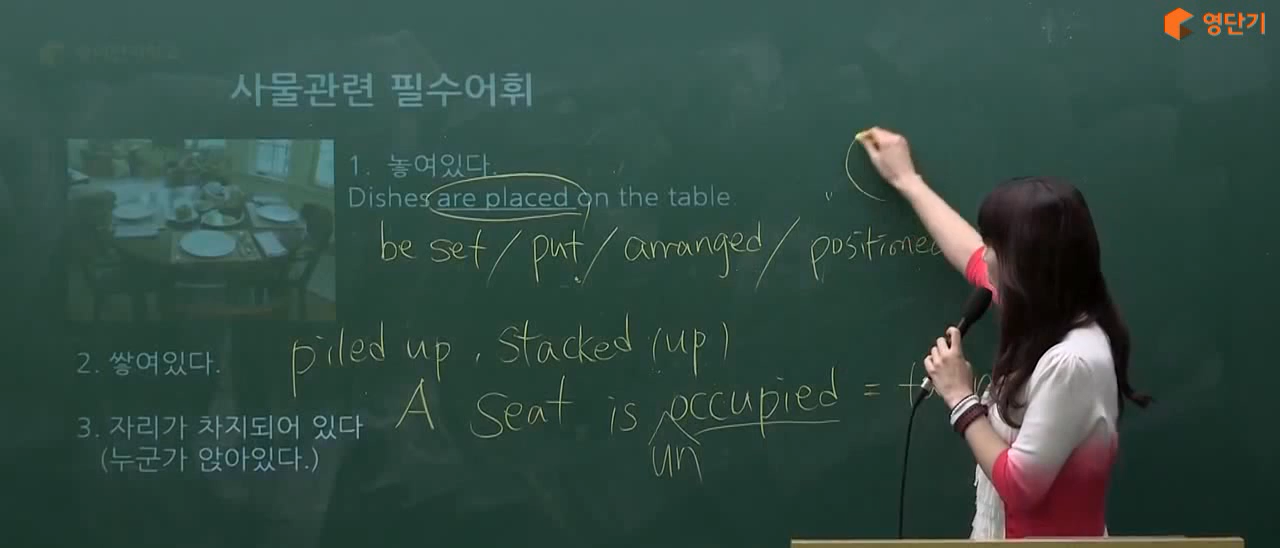 영단기
사물관련 필수어휘
1. 놓여있다.
Dishes are placed on the table.
be set / put / arranged / positioned
2. 쌓여있다.
piled up, stacked (up)
3. 자리가 차지되어 있다
(누군가 앉아있다.)
A seat is occupied =
un